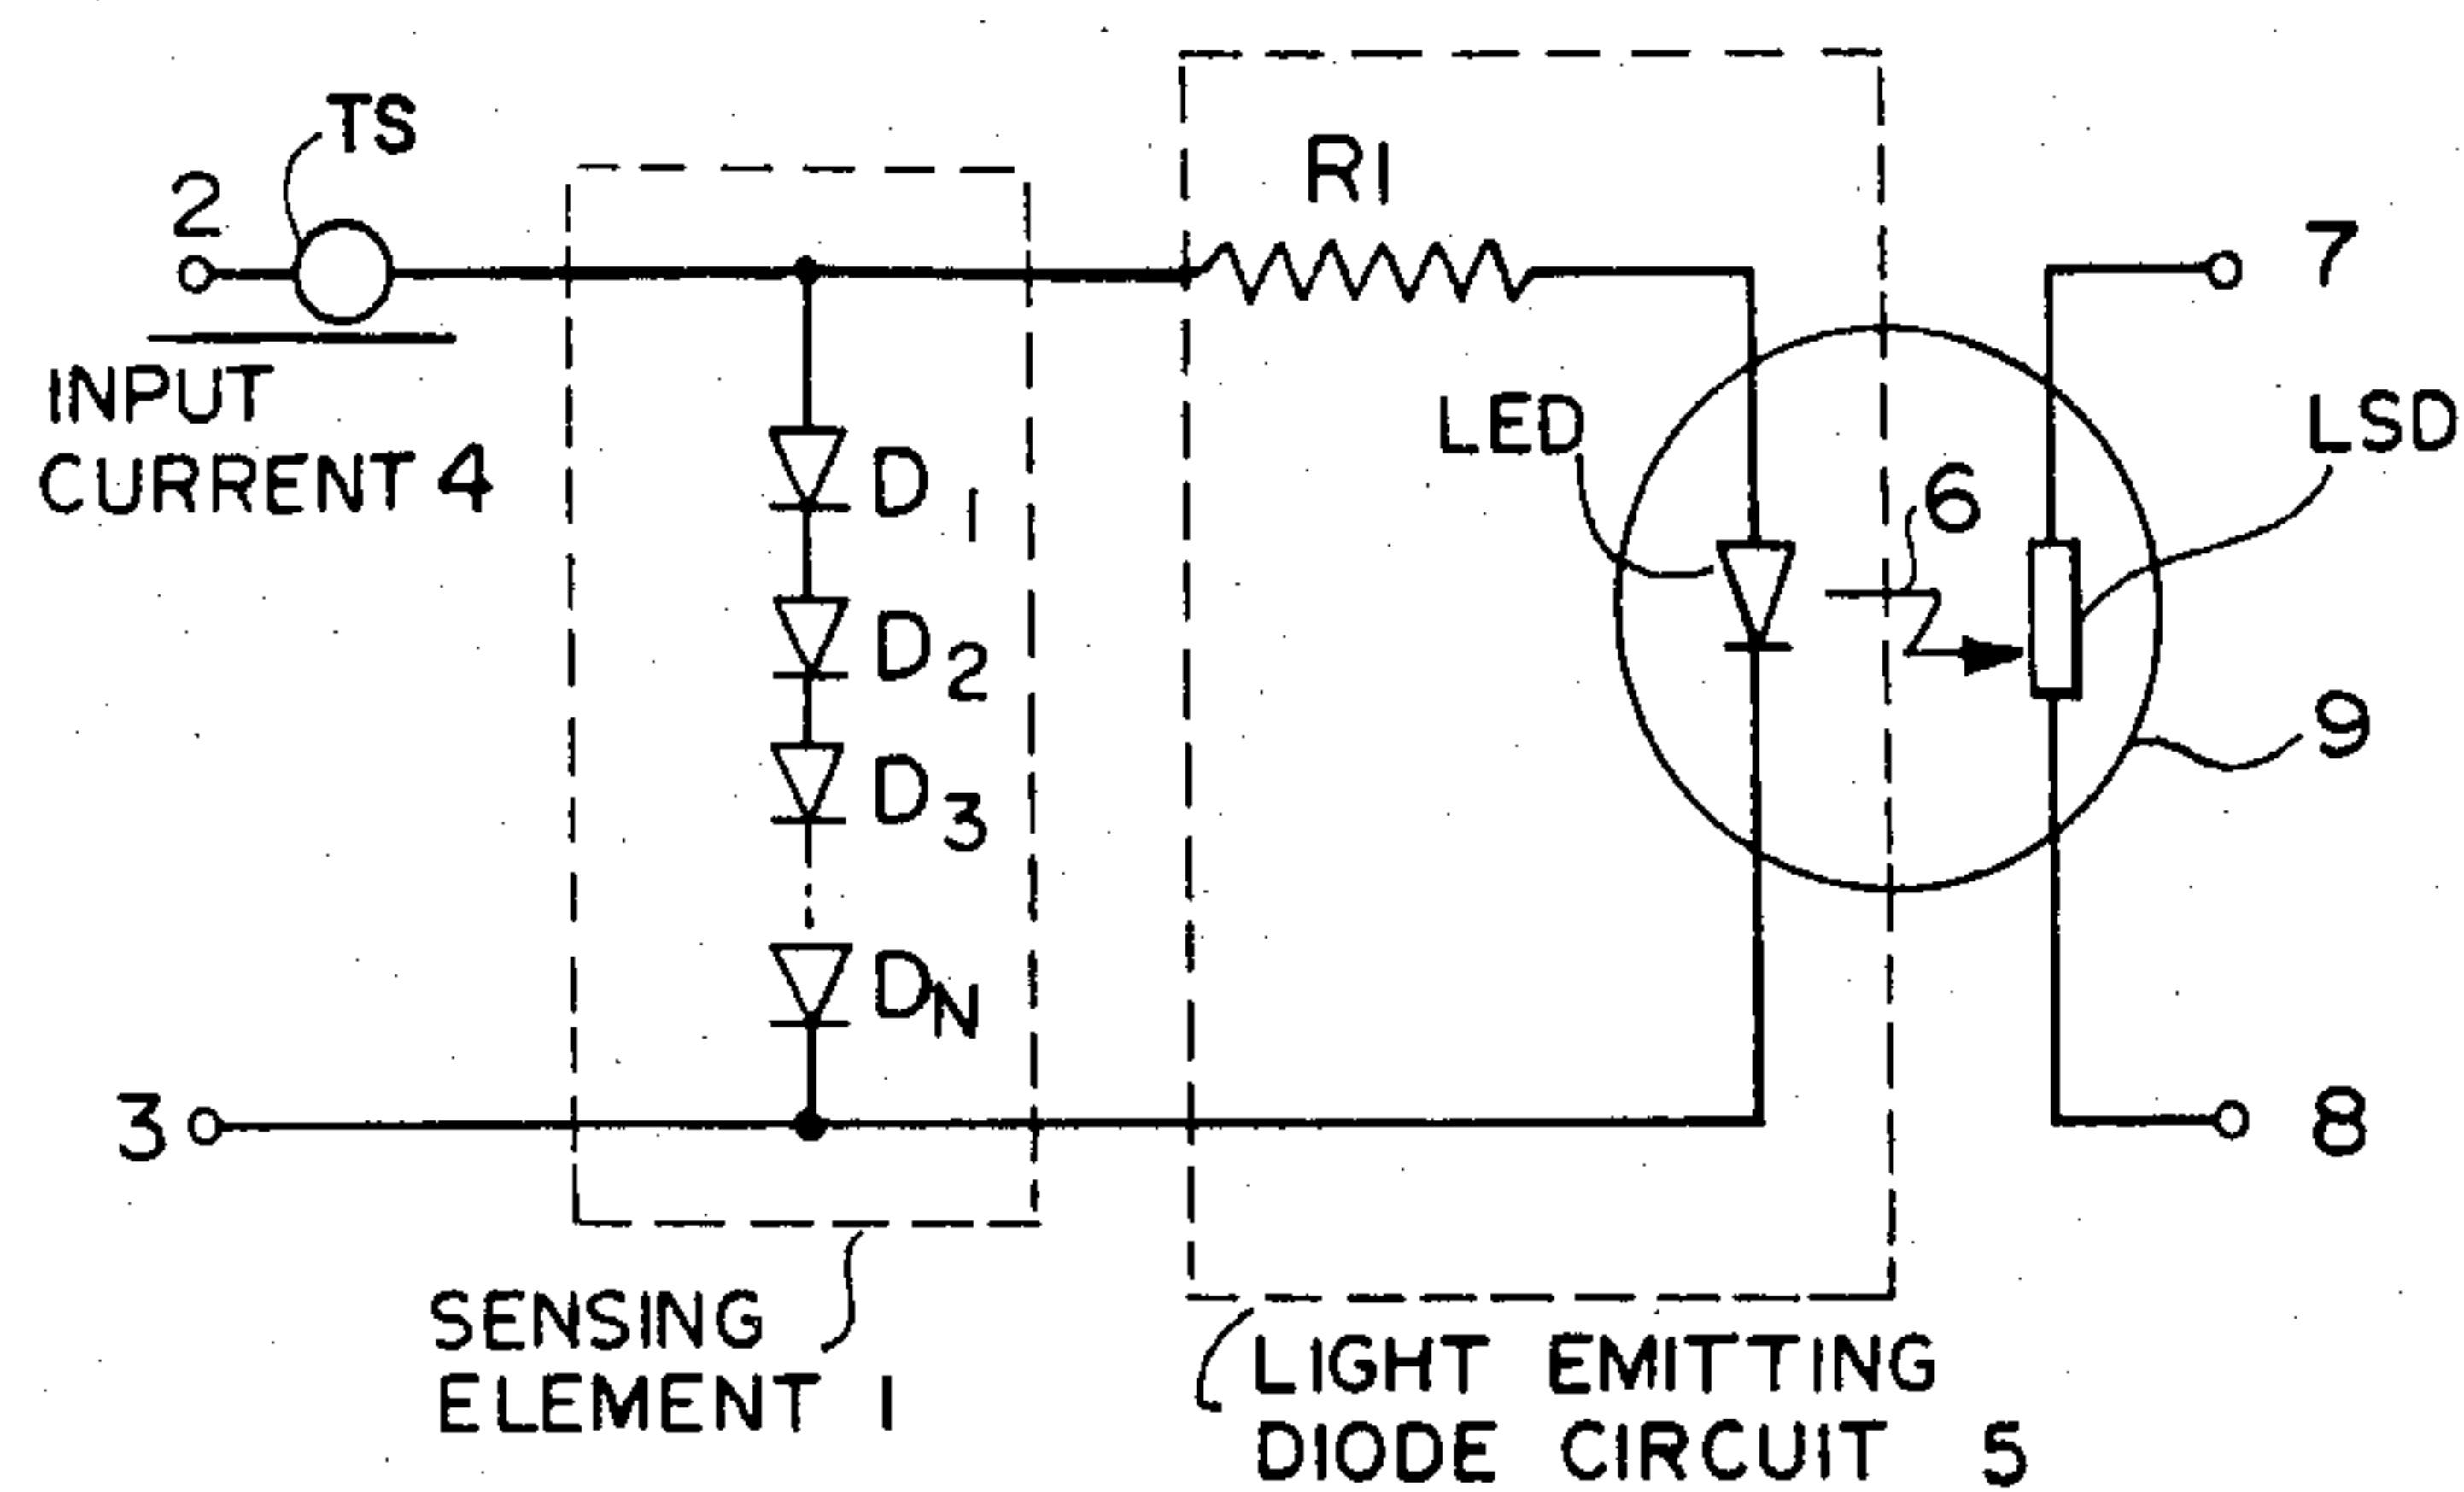 TS
2
R1
7
INPUT
CURRENT 4
LED
LSD
D1
6
D2
D3
9
DN
3
8
SENSING
ELEMENT 1
LIGHT EMITTING
DIODE CIRCUIT 5